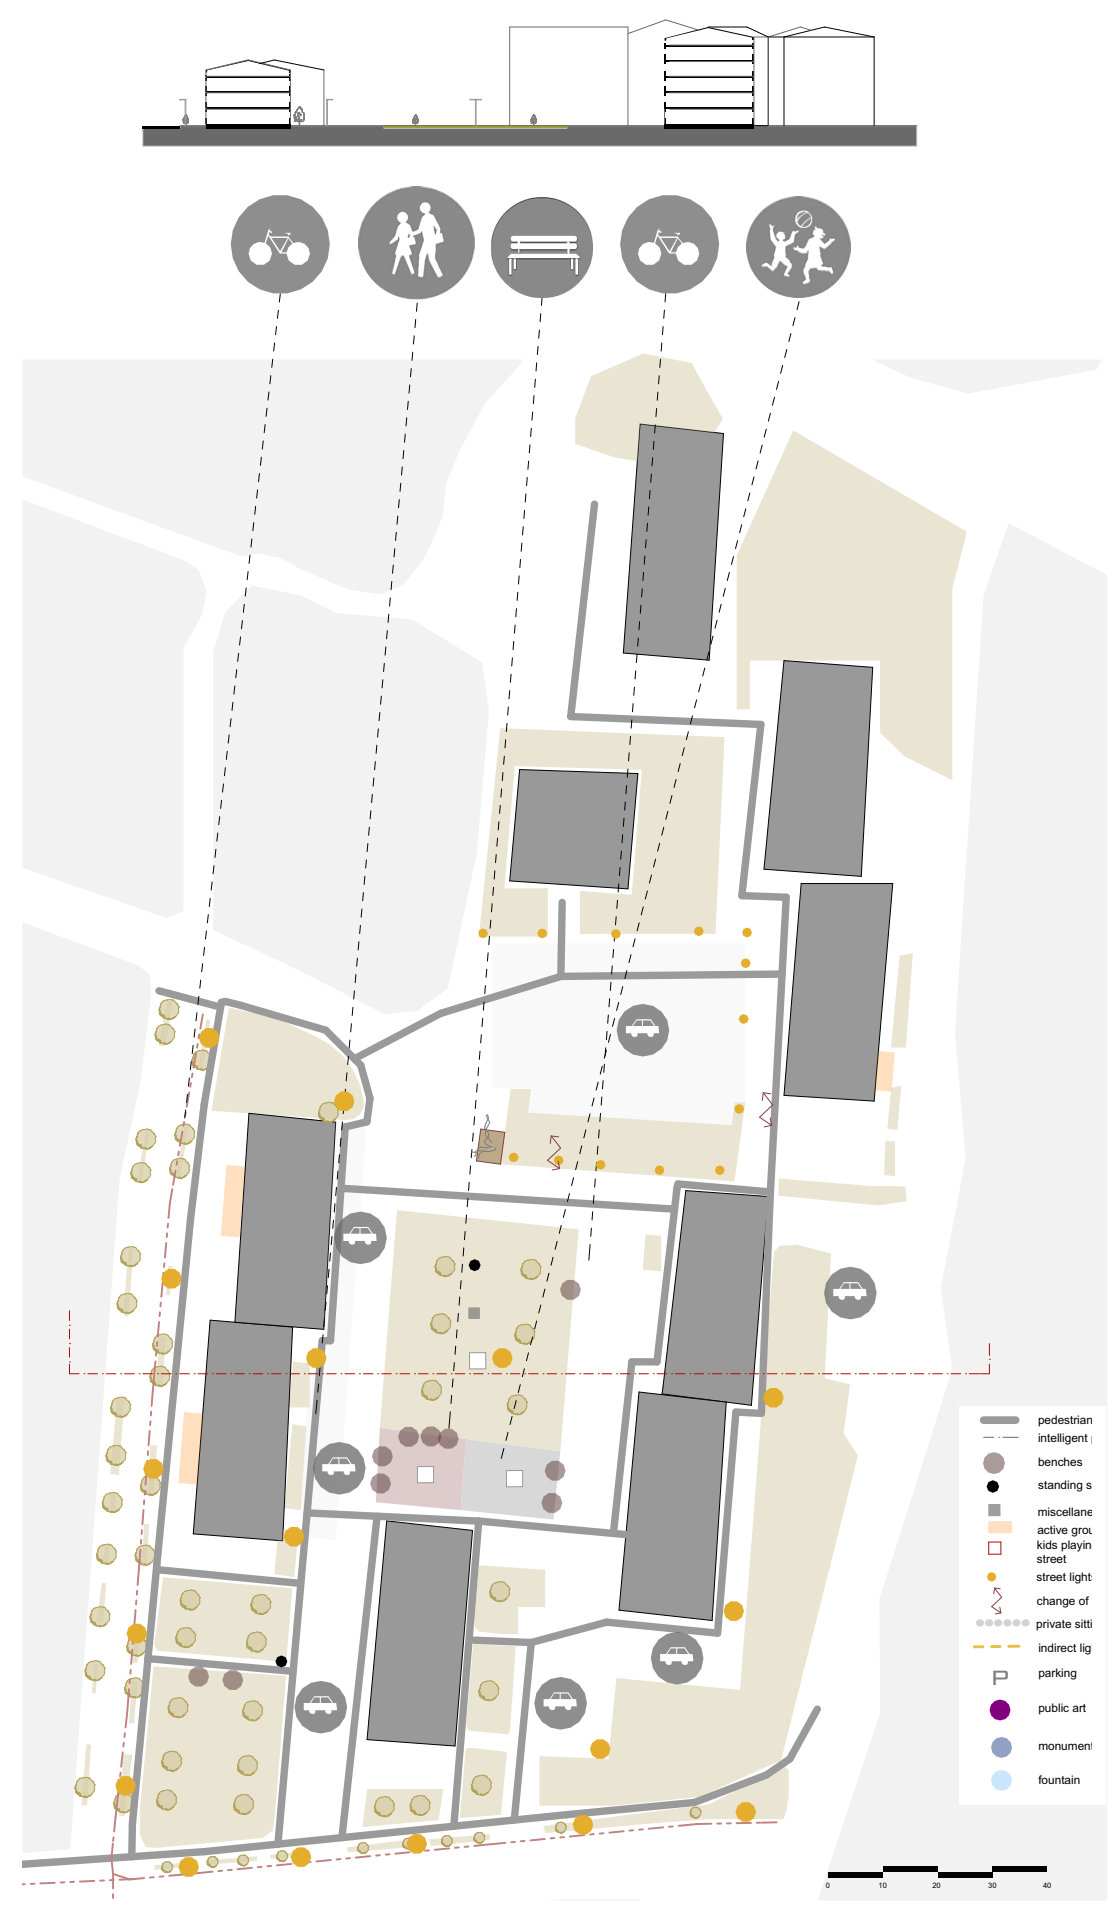 pedestrian
intelligent
benches
standing s
miscellane
active grou
kids playin
street
street light
change of
private sitti
indirect lig
P
parking
public art
monument
fountain
0 10 20 30 40